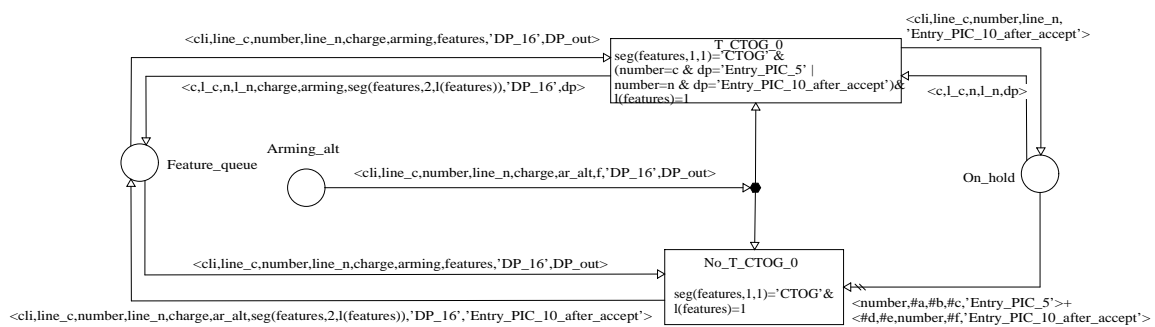 <cli,line_c,number,line_n,
'Entry_PIC_10_after_accept'>
<cli,line_c,number,line_n,charge,arming,features,'DP_16',DP_out>
T_CTOG_0
seg(features,1,1)='CTOG' &
(number=c & dp='Entry_PIC_5' |
number=n & dp='Entry_PIC_10_after_accept')&
l(features)=1
<c,l_c,n,l_n,charge,arming,seg(features,2,l(features)),'DP_16',dp>
<c,l_c,n,l_n,dp>
Arming_alt
Feature_queue
<cli,line_c,number,line_n,charge,ar_alt,f,'DP_16',DP_out>
On_hold
<cli,line_c,number,line_n,charge,arming,features,'DP_16',DP_out>
No_T_CTOG_0
seg(features,1,1)='CTOG'&
l(features)=1
<number,#a,#b,#c,'Entry_PIC_5'>+
<#d,#e,number,#f,'Entry_PIC_10_after_accept'>
<cli,line_c,number,line_n,charge,ar_alt,seg(features,2,l(features)),'DP_16','Entry_PIC_10_after_accept'>